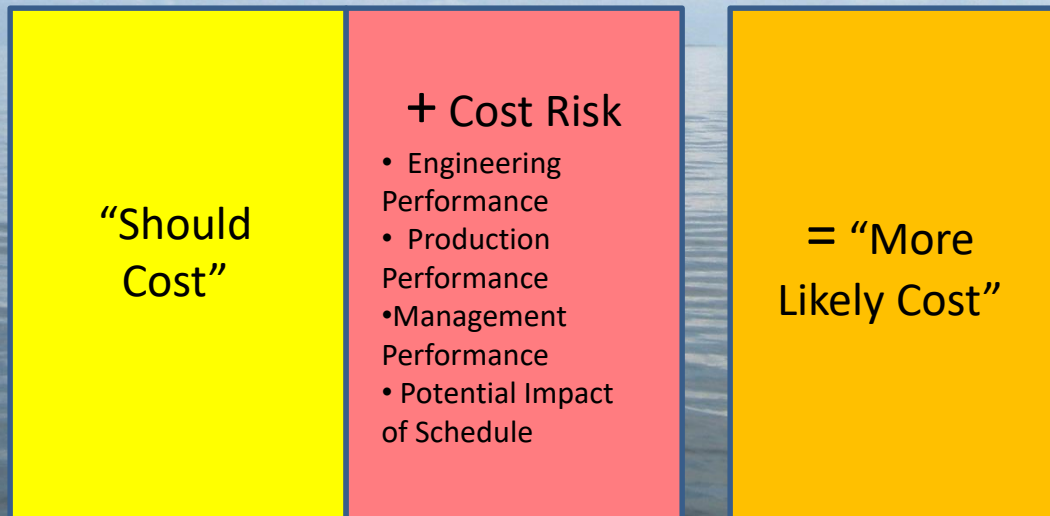 “Should
Cost”
+ Cost Risk
• Engineering
Performance
• Production
Performance
•Management
Performance
• Potential Impact
of Schedule
= “More
Likely Cost”